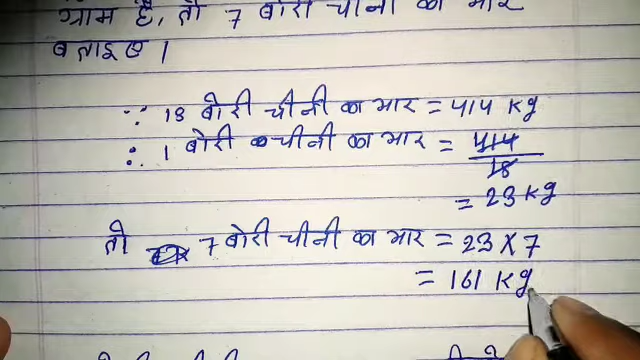 ग्राम है, तो 7 बोरी चीनी का भार
बताइए ।
∵ 18 बोरी चीनी का भार = 414 kg
∴ 1 बोरी चीनी का भार = 414/18
= 23 kg
तो 7 बोरी चीनी का भार = 23 X 7
= 161 kg